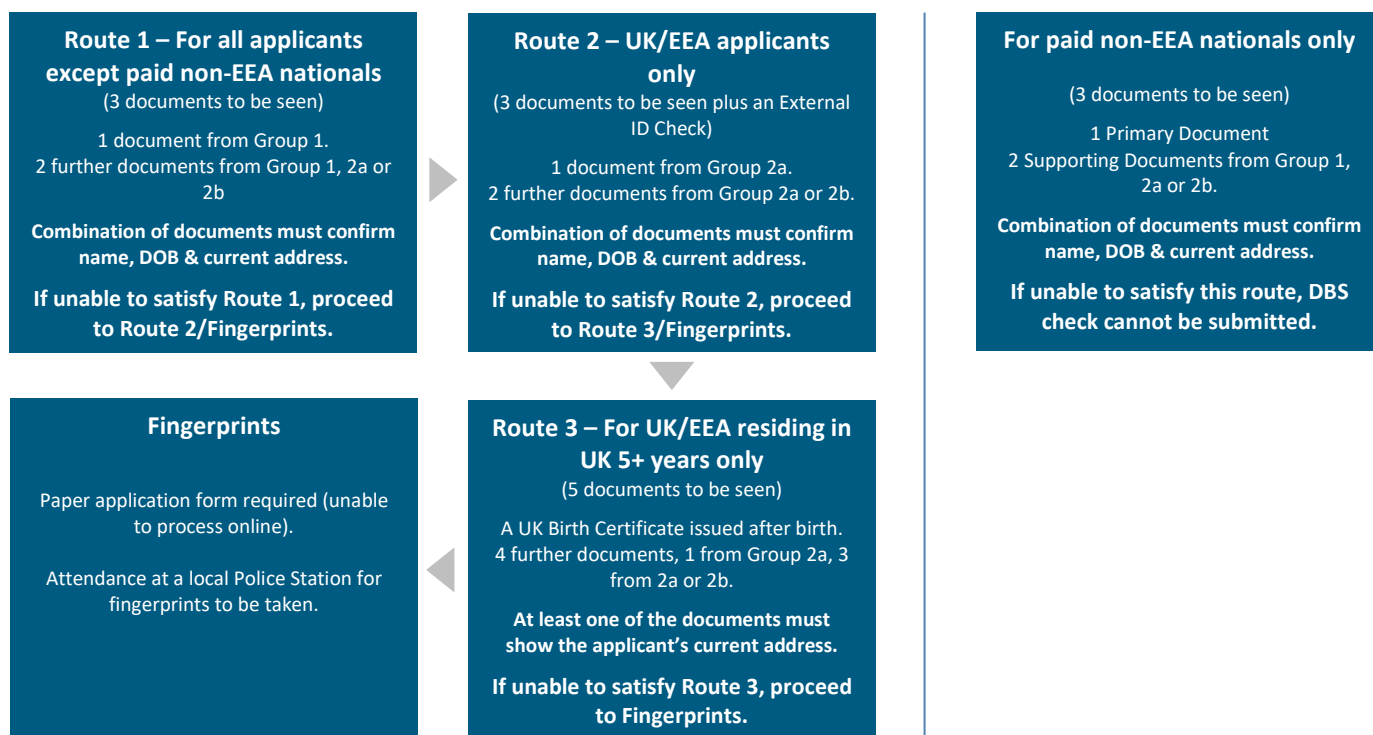 Route 1 – For all applicants
except paid non-EEA nationals
(3 documents to be seen)
1 document from Group 1.
2 further documents from Group 1, 2a or
2b
Combination of documents must confirm
name, DOB & current address.
If unable to satisfy Route 1, proceed
to Route 2/Fingerprints.
Route 2 – UK/EEA applicants
only
(3 documents to be seen plus an External
ID Check)
1 document from Group 2a.
2 further documents from Group 2a or 2b.
Combination of documents must confirm
name, DOB & current address.
If unable to satisfy Route 2, proceed
to Route 3/Fingerprints.
For paid non-EEA nationals only
(3 documents to be seen)
1 Primary Document
2 Supporting Documents from Group 1,
2a or 2b.
Combination of documents must confirm
name, DOB & current address.
If unable to satisfy this route, DBS
check cannot be submitted.
Route 3 – For UK/EEA residing in
UK 5+ years only
(5 documents to be seen)
A UK Birth Certificate issued after birth.
4 further documents, 1 from Group 2a, 3
from 2a or 2b.
At least one of the documents must
show the applicant’s current address.
If unable to satisfy Route 3, proceed
to Fingerprints.
Fingerprints
Paper application form required (unable
to process online).
Attendance at a local Police Station for
fingerprints to be taken.